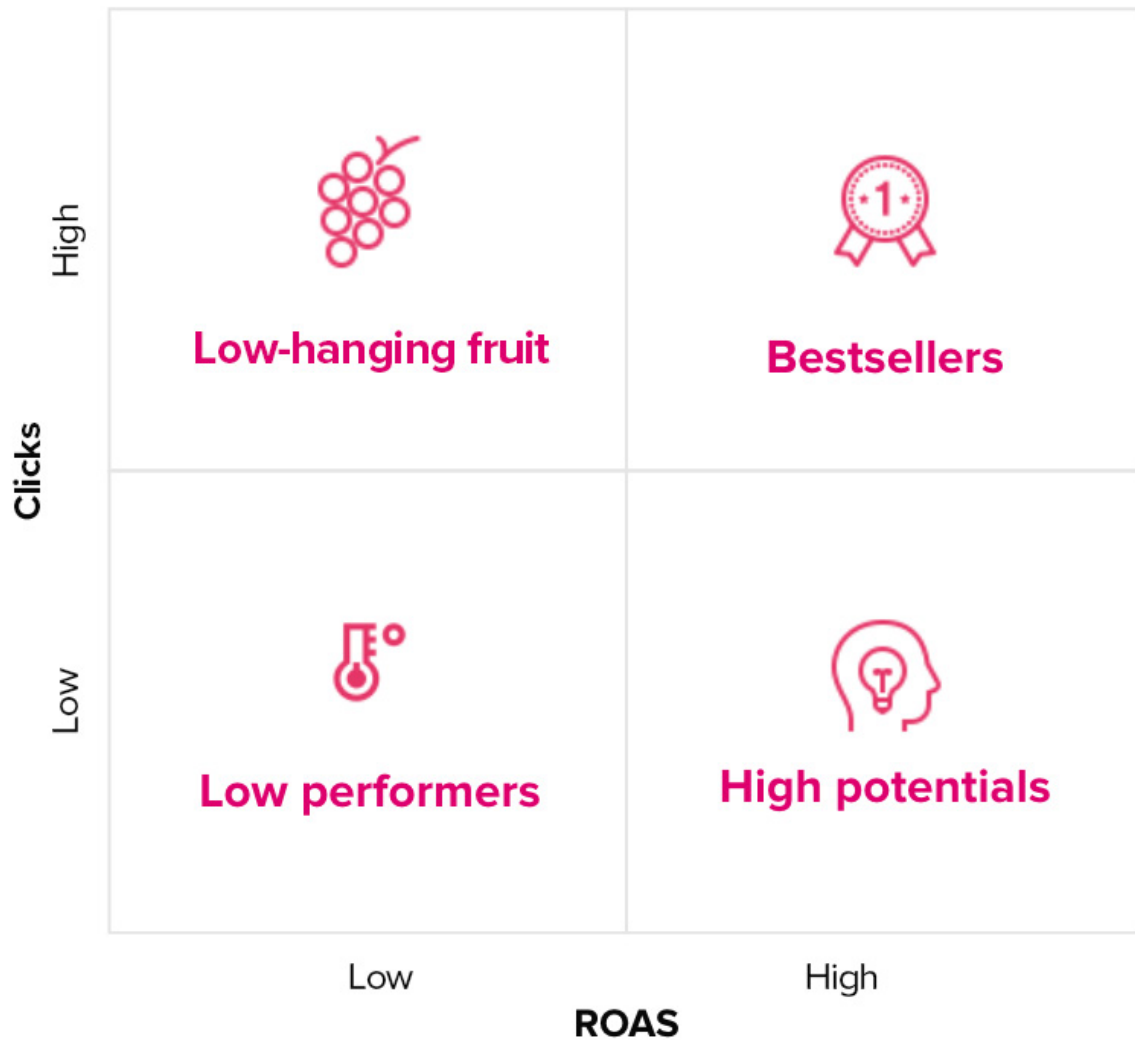 High
1
Low-hanging fruit
Bestsellers
Clicks
Low
Low performers
High potentials
Low
High
ROAS